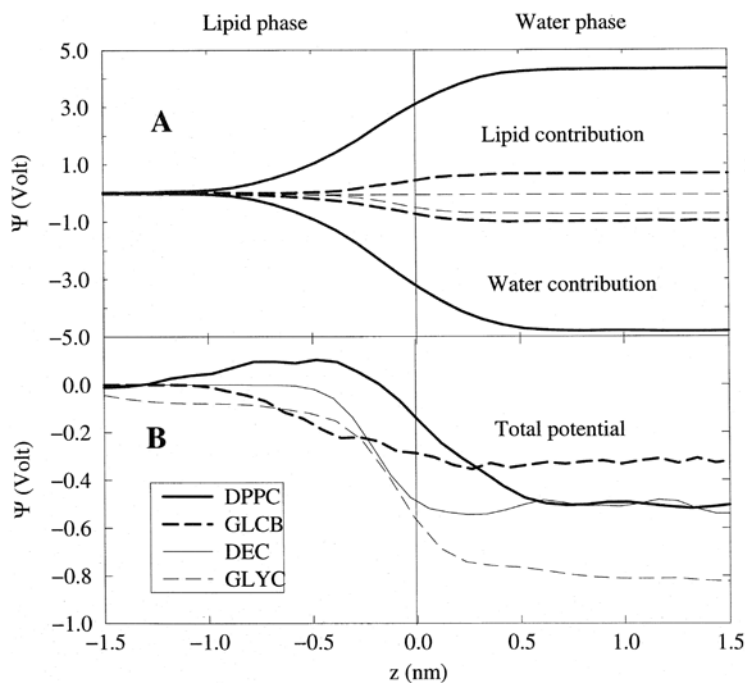 Lipid phase
Water phase
5.0
A
3.0
Lipid contribution
1.0
Ψ (Volt)
−1.0
−3.0
Water contribution
−5.0
0.0
−0.2
Total potential
B
−0.4
Ψ (Volt)
DPPC
−0.6
GLCB
DEC
−0.8
GLYC
−1.0
−1.5 −1.0 −0.5 0.0 0.5 1.0 1.5
z (nm)